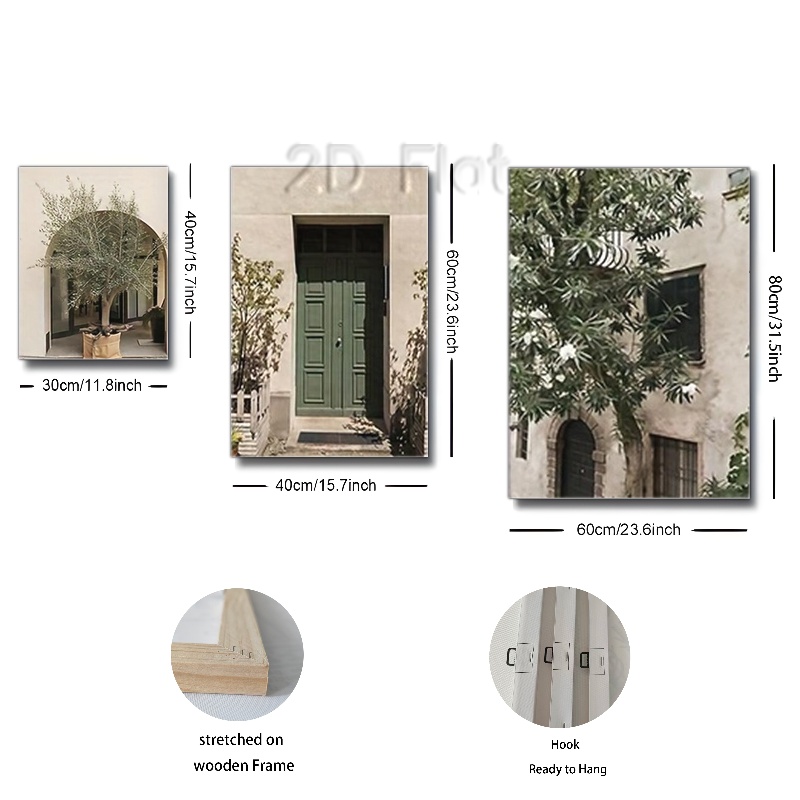 2D Flat
40cm/15.7inch
30cm/11.8inch
60cm/23.6inch
40cm/15.7inch
80cm/31.5inch
60cm/23.6inch
stretched on
wooden Frame
Hook
Ready to Hang